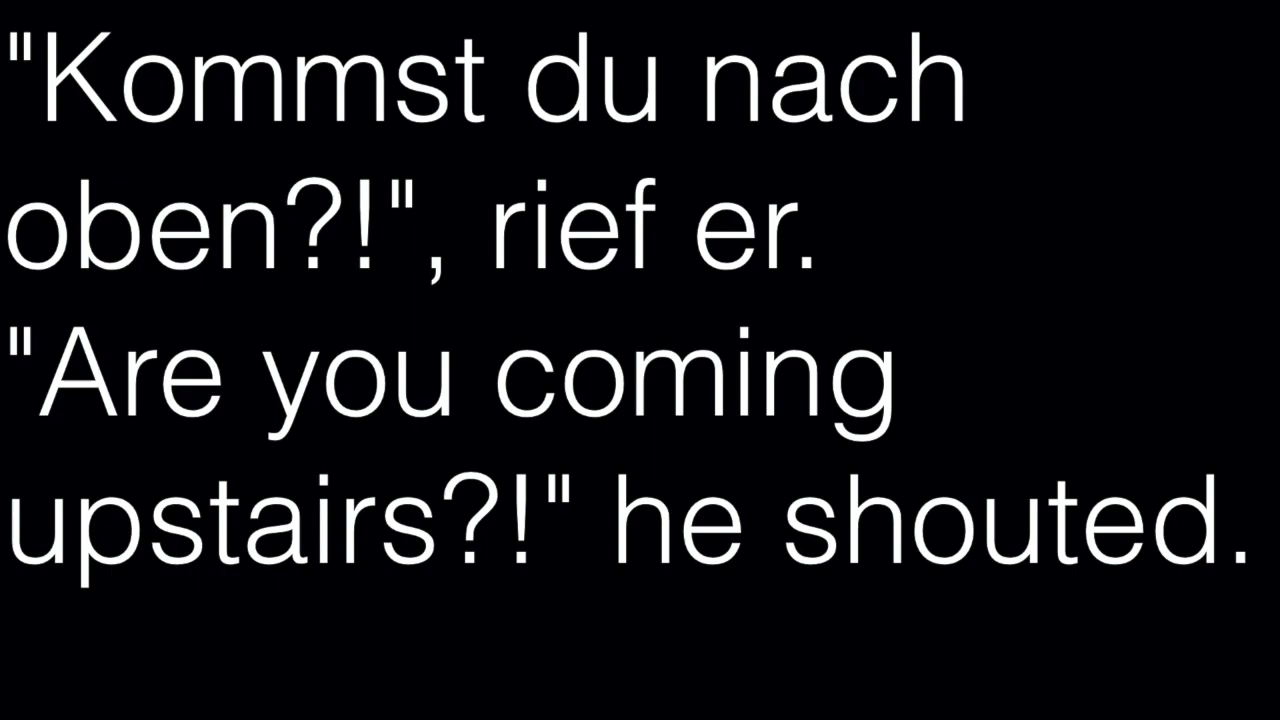 "Kommst du nach
oben?!", rief er.
"Are you coming
upstairs?!" he shouted.